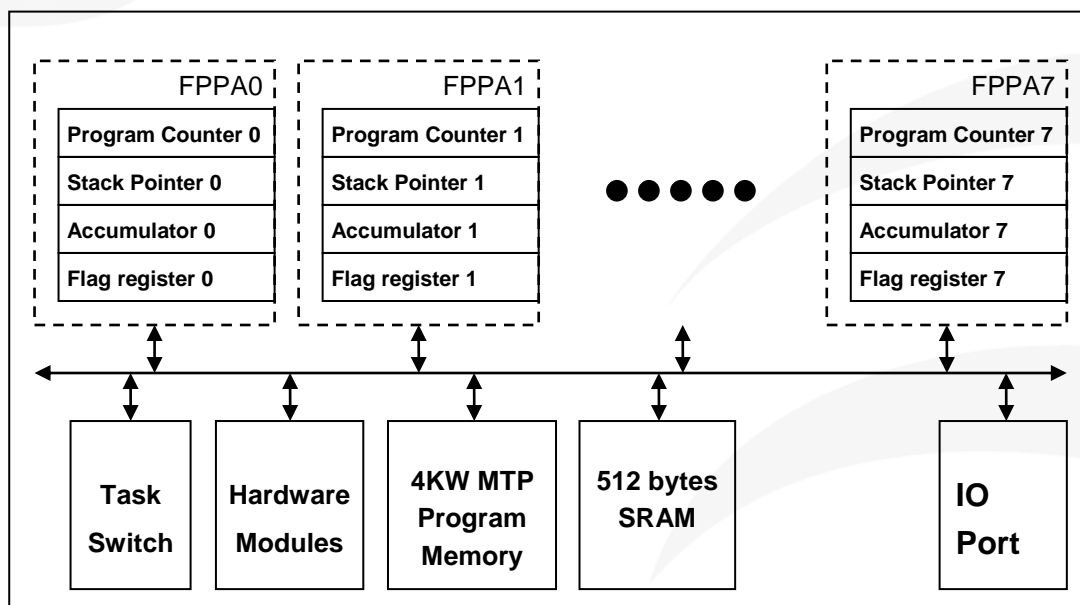 FPPA0
Program Counter 0
Stack Pointer 0
Accumulator 0
Flag register 0
FPPA1
Program Counter 1
Stack Pointer 1
Accumulator 1
Flag register 1
FPPA7
Program Counter 7
Stack Pointer 7
Accumulator 7
Flag register 7
Task
Switch
Hardware
Modules
4KW MTP
Program
Memory
512 bytes
SRAM
IO
Port